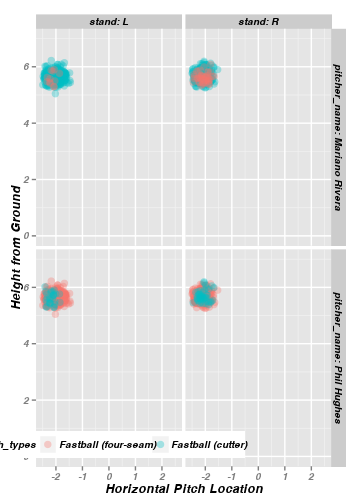 stand: L
stand: R
6
4
2
0
pitcher_name: Mariano Rivera
Height from Ground
6
4
2
pitcher_name: Phil Hughes
h_types Fastball (four-seam) Fastball (cutter)
-2 -1 0 1 2 -2 -1 0 1 2
Horizontal Pitch Location